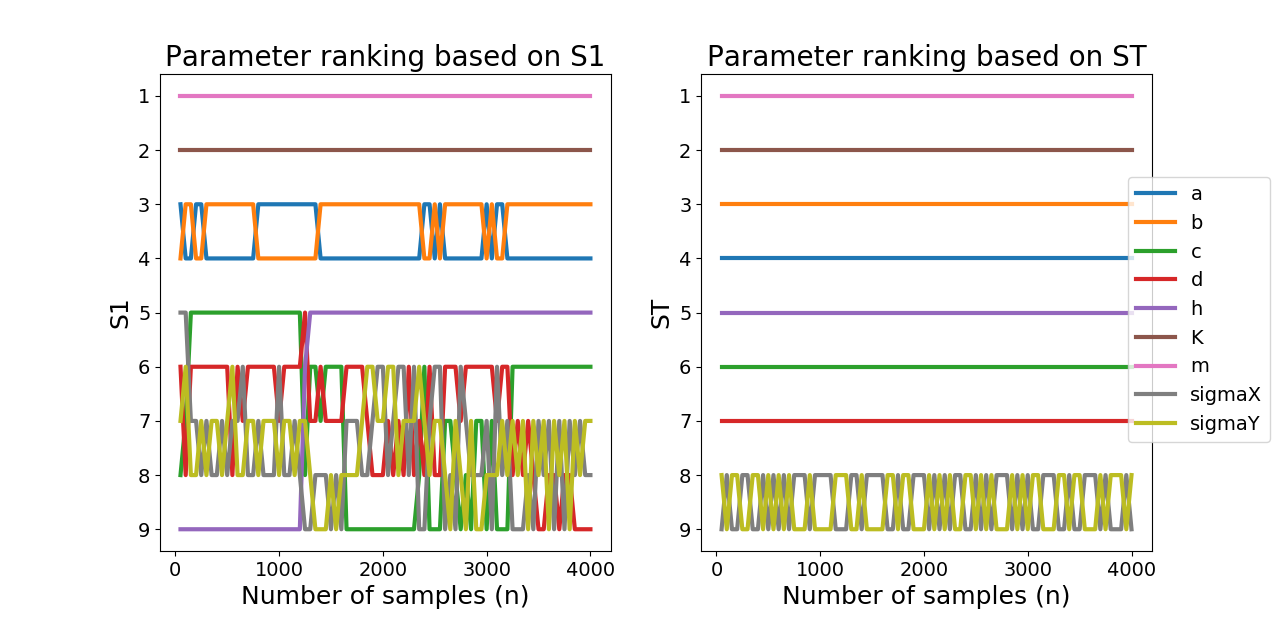 Parameter ranking based on S1
1
2
3
4
5
6
7
8
9
S1
0 1000 2000 3000 4000
Number of samples (n)
Parameter ranking based on ST
1
2
3
4
5
6
7
8
9
ST
0 1000 2000 3000 4000
Number of samples (n)
a
b
c
d
h
K
m
sigmaX
sigmaY